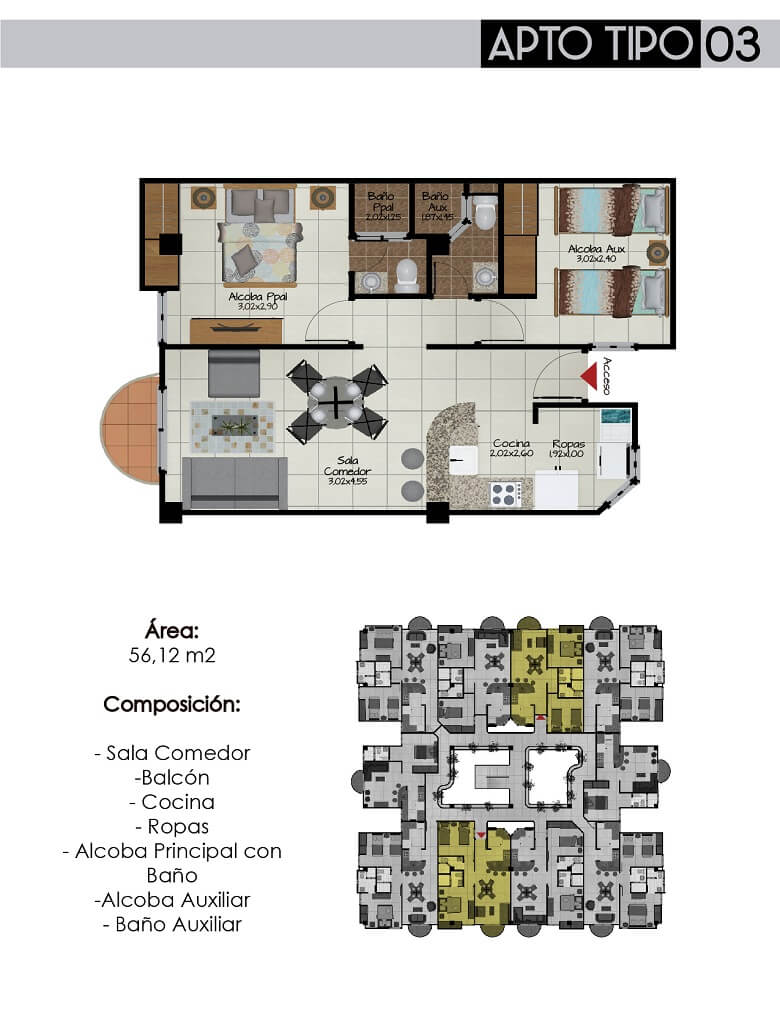 APTO TIPO 03
Baño
Ppal
2,02x1,25
Baño
Aux
1,87x1,45
Alcoba Aux
3,02x2,40
Alcoba Ppal
3,02x2,90
Acceso
Cocina
2,02x2,60
Ropas
1,92x1,00
Sala
Comedor
3,02x4,55
Área:
56,12 m2
Composición:
- Sala Comedor
-Balcón
- Cocina
- Ropas
- Alcoba Principal con
Baño
-Alcoba Auxiliar
- Baño Auxiliar